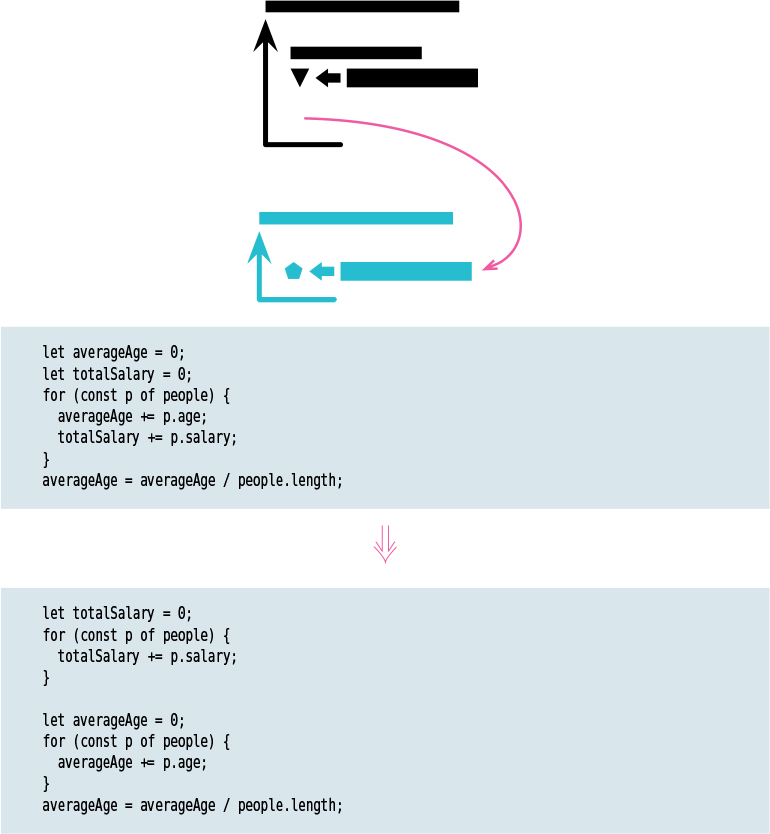 let averageAge = 0;
let totalSalary = 0;
for (const p of people) {
  averageAge += p.age;
  totalSalary += p.salary;
}
averageAge = averageAge / people.length;
let totalSalary = 0;
for (const p of people) {
  totalSalary += p.salary;
}
let averageAge = 0;
for (const p of people) {
  averageAge += p.age;
}
averageAge = averageAge / people.length;